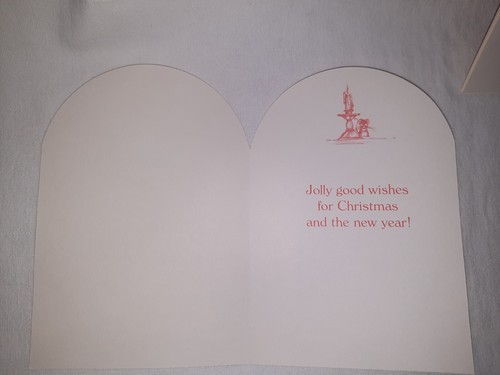 Jolly good wishes
for Christmas
and the new year!